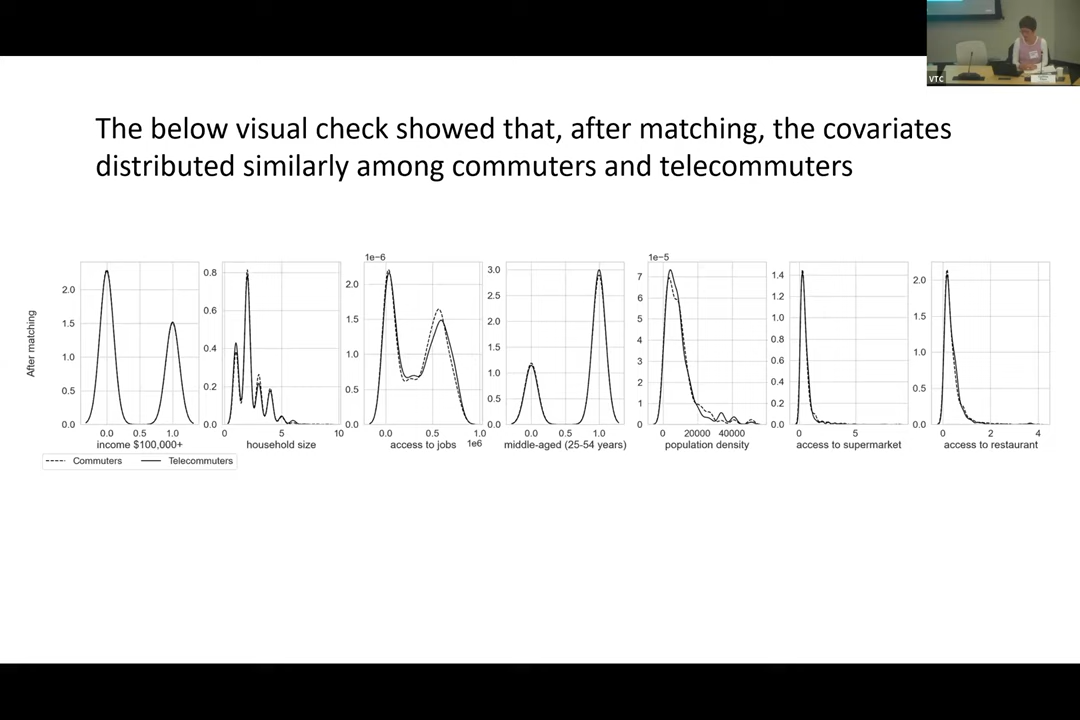 VTC
The below visual check showed that, after matching, the covariates
distributed similarly among commuters and telecommuters
After matching
2.0
1.5
1.0
0.5
0.0
0.0 0.5 1.0
income $100,000+
0.8
0.6
0.4
0.2
0.0
0 5 10
household size
1e-6
2.0
1.5
1.0
0.5
0.0
0.0 0.5 1.0
1e6
access to jobs
3.0
2.5
2.0
1.5
1.0
0.5
0.0
0.0 0.5 1.0
middle-aged (25-54 years)
1e-5
7
6
5
4
3
2
1
0
0 20000 40000
population density
1.4
1.2
1.0
0.8
0.6
0.4
0.2
0.0
0 5
access to supermarket
2.0
1.5
1.0
0.5
0.0
0 2 4
access to restaurant
Commuters Telecommuters